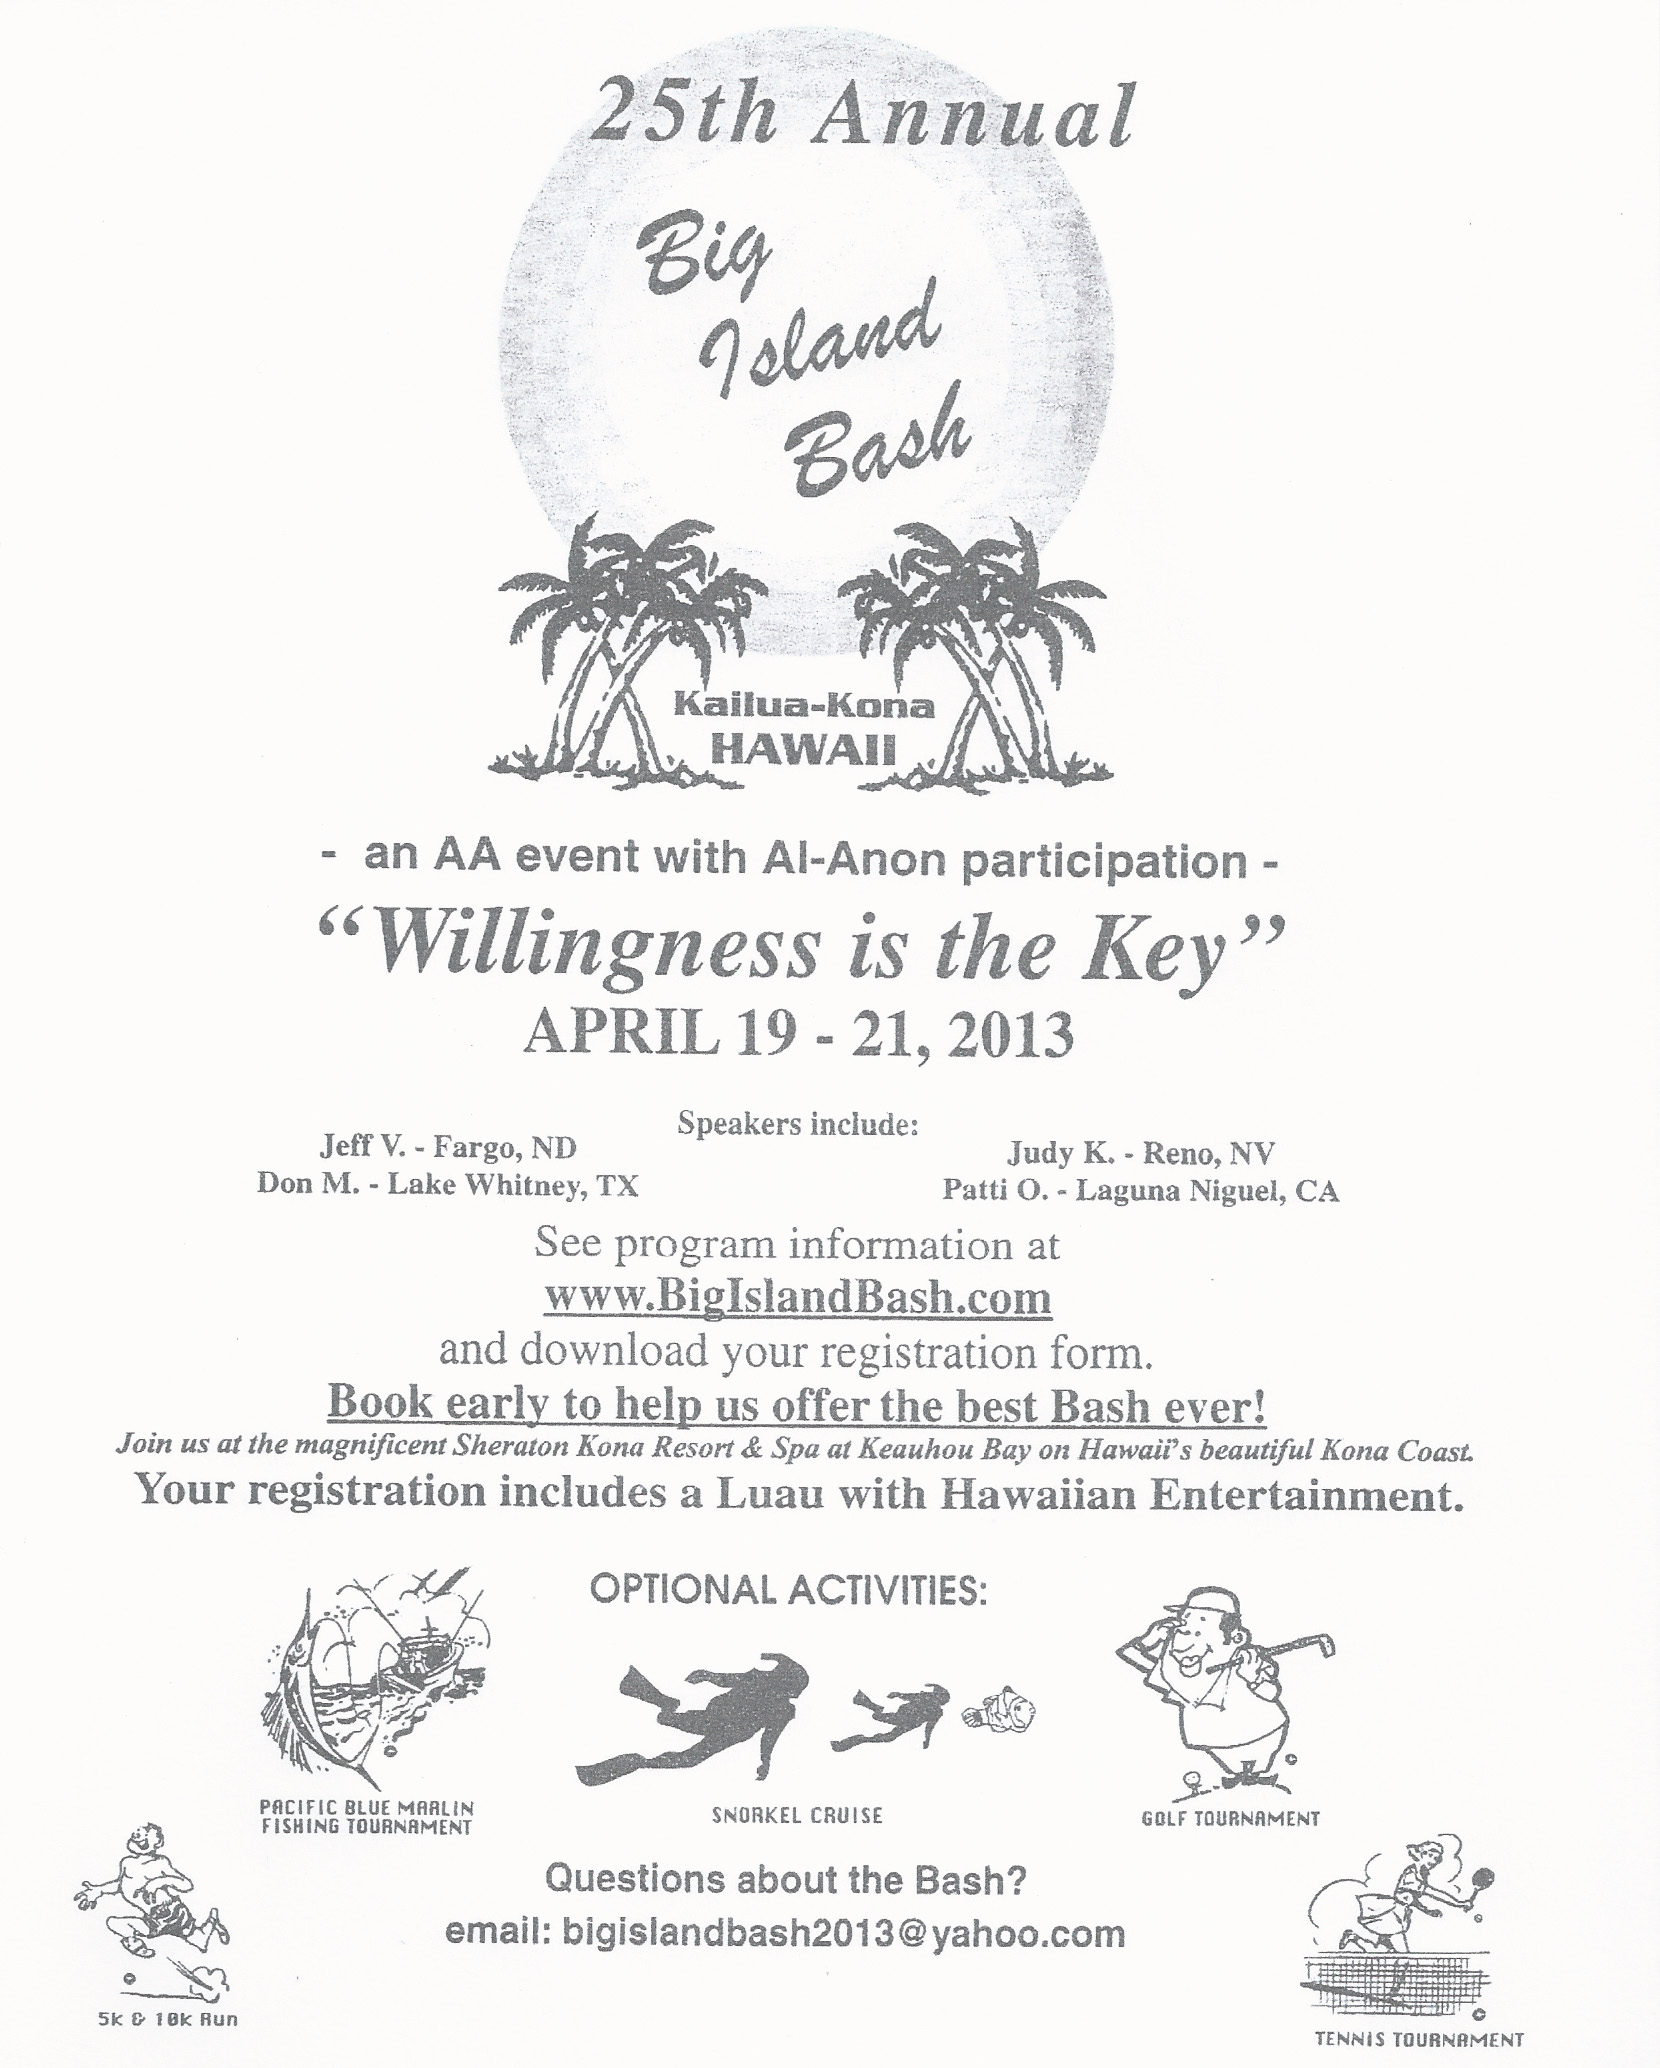 25th Annual
Big
Island
Bash
Kailua-Kona
HAWAII
- an AA event with Al-Anon participation -
“Willingness is the Key”
APRIL 19 - 21, 2013
Speakers include:
Jeff V. - Fargo, ND
Judy K. - Reno, NV
Don M. - Lake Whitney, TX
Patti O. - Laguna Niguel, CA
See program information at
www.BigIslandBash.com
and download your registration form.
Book early to help us offer the best Bash ever!
Join us at the magnificent Sheraton Kona Resort & Spa at Keauhou Bay on Hawaii’s beautiful Kona Coast.
Your registration includes a Luau with Hawaiian Entertainment.
OPTIONAL ACTIVITIES:
PACIFIC BLUE MARLIN
FISHING TOURNAMENT
SNORKEL CRUISE
GOLF TOURNAMENT
Questions about the Bash?
email: bigislandbash2013@yahoo.com
5k & 10k Run
TENNIS TOURNAMENT